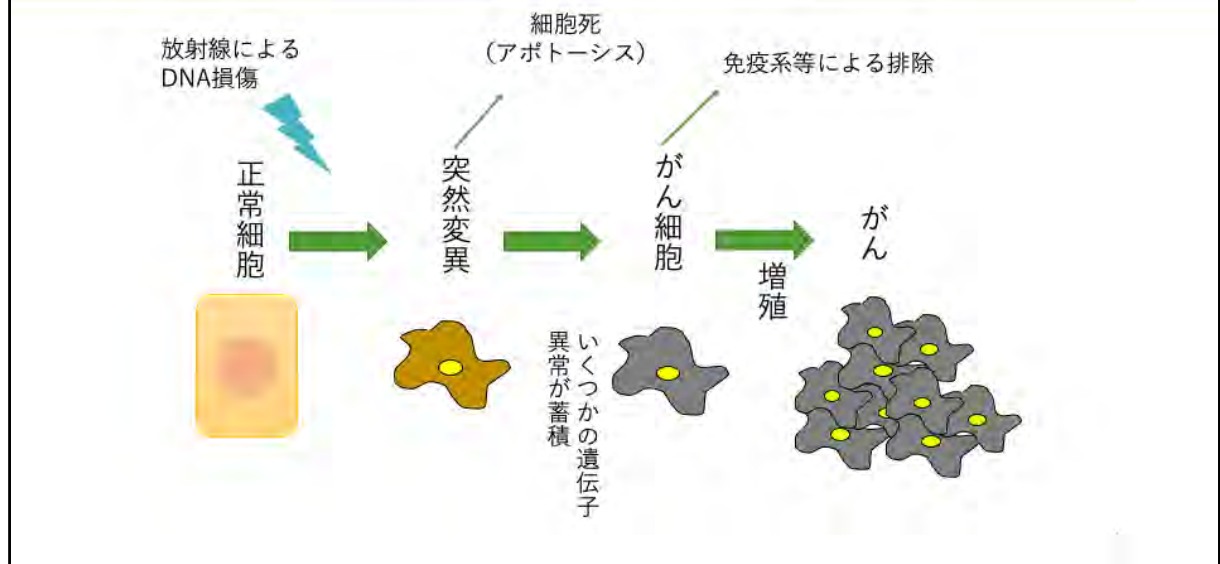 放射線による
DNA損傷
細胞死
（アポトーシス）
免疫系等による排除
正常細胞
突然変異
がん細胞
がん
増殖
いくつかの遺伝子
異常が蓄積